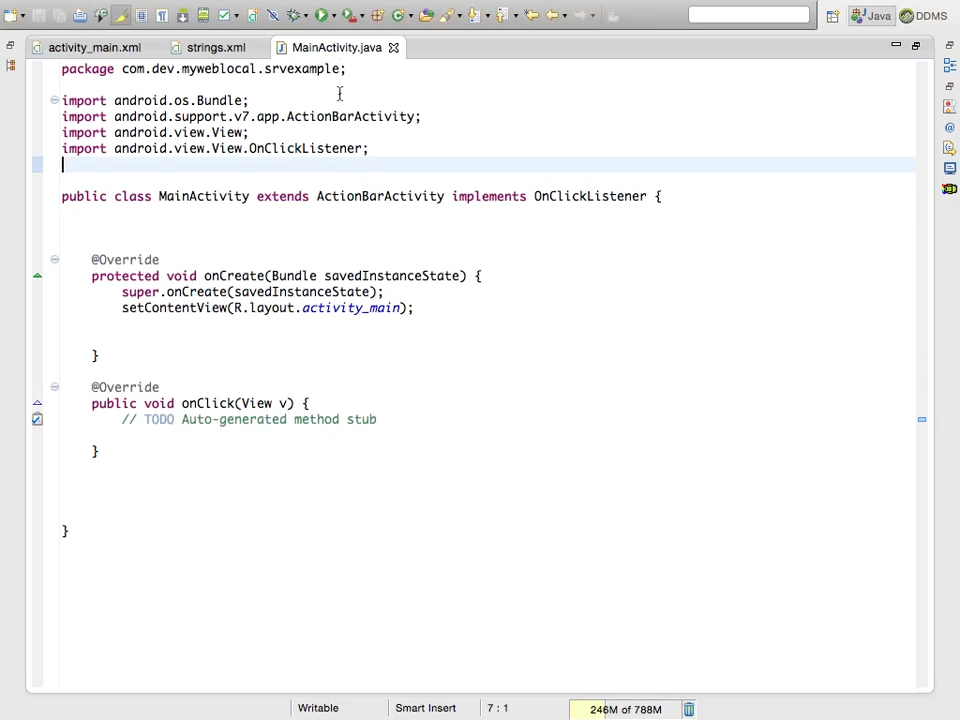 Java
DDMS
activity_main.xml
strings.xml
MainActivity.java
package com.dev.myweblocal.srvexample;
import android.os.Bundle;
import android.support.v7.app.ActionBarActivity;
import android.view.View;
import android.view.View.OnClickListener;
public class MainActivity extends ActionBarActivity implements OnClickListener {
@Override
protected void onCreate(Bundle savedInstanceState) {
super.onCreate(savedInstanceState);
setContentView(R.layout.activity_main);
}
@Override
public void onClick(View v) {
// TODO Auto-generated method stub
}
}
Writable
Smart Insert
7 : 1
246M of 788M